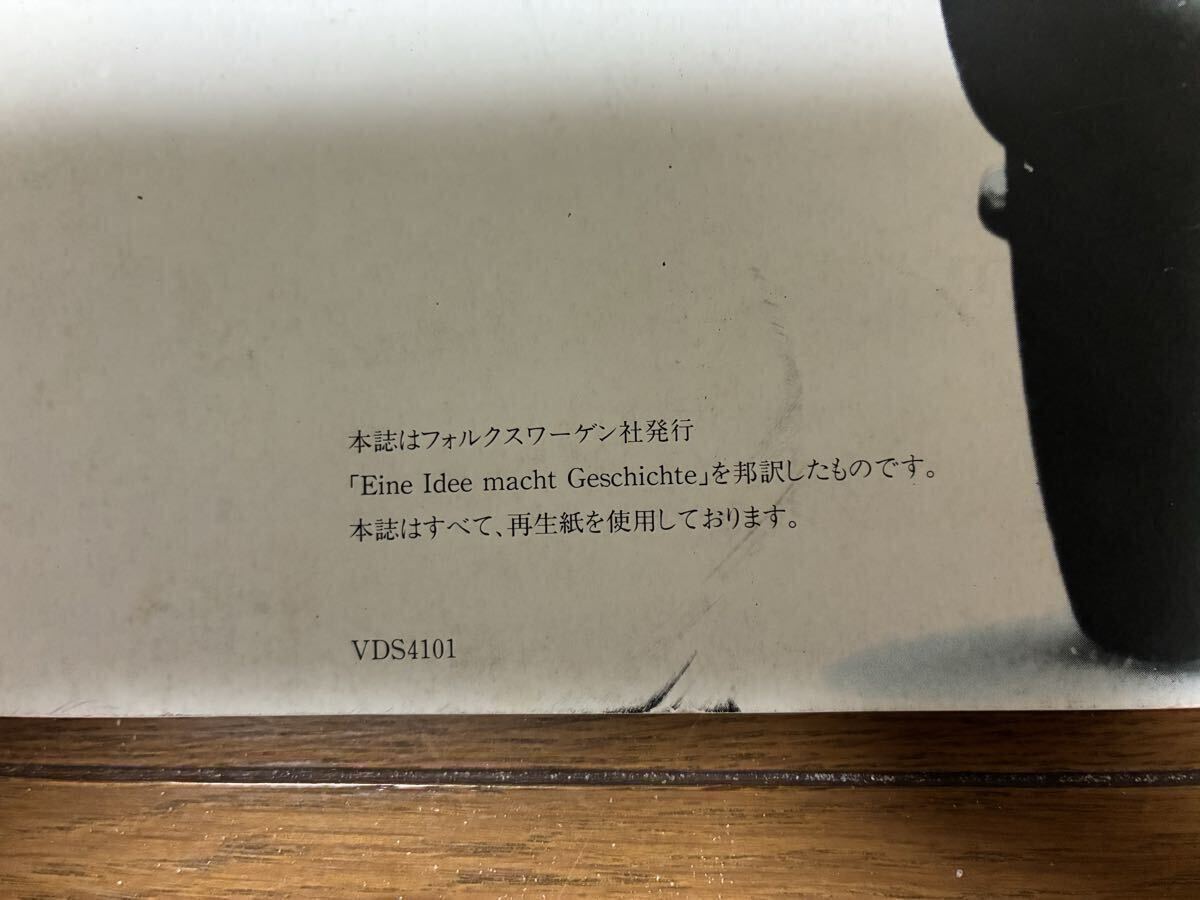 本誌はフォルクスワーゲン社発行
「Eine Idee macht Geschichte」を邦訳したものです。
本誌はすべて、再生紙を使用しております。
VDS4101